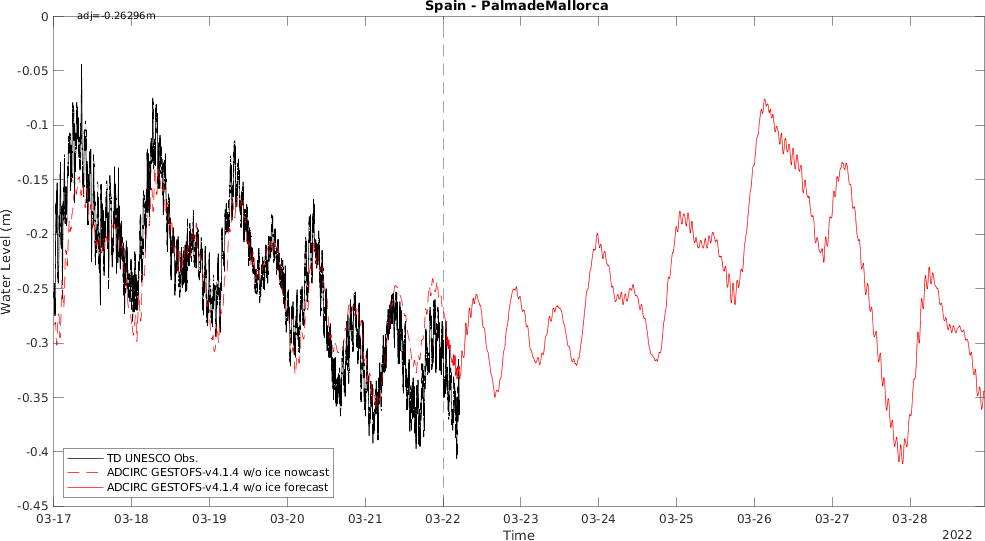 Spain - PalmadeMallorca
adj=-0.26296m
0
-0.05
-0.1
-0.15
-0.2
-0.25
-0.3
-0.35
-0.4
-0.45
Water Level (m)
TD UNESCO Obs.
ADCIRC GESTOFS-v4.1.4 w/o ice nowcast
ADCIRC GESTOFS-v4.1.4 w/o ice forecast
03-17 03-18 03-19 03-20 03-21 03-22 03-23 03-24 03-25 03-26 03-27 03-28
Time
2022